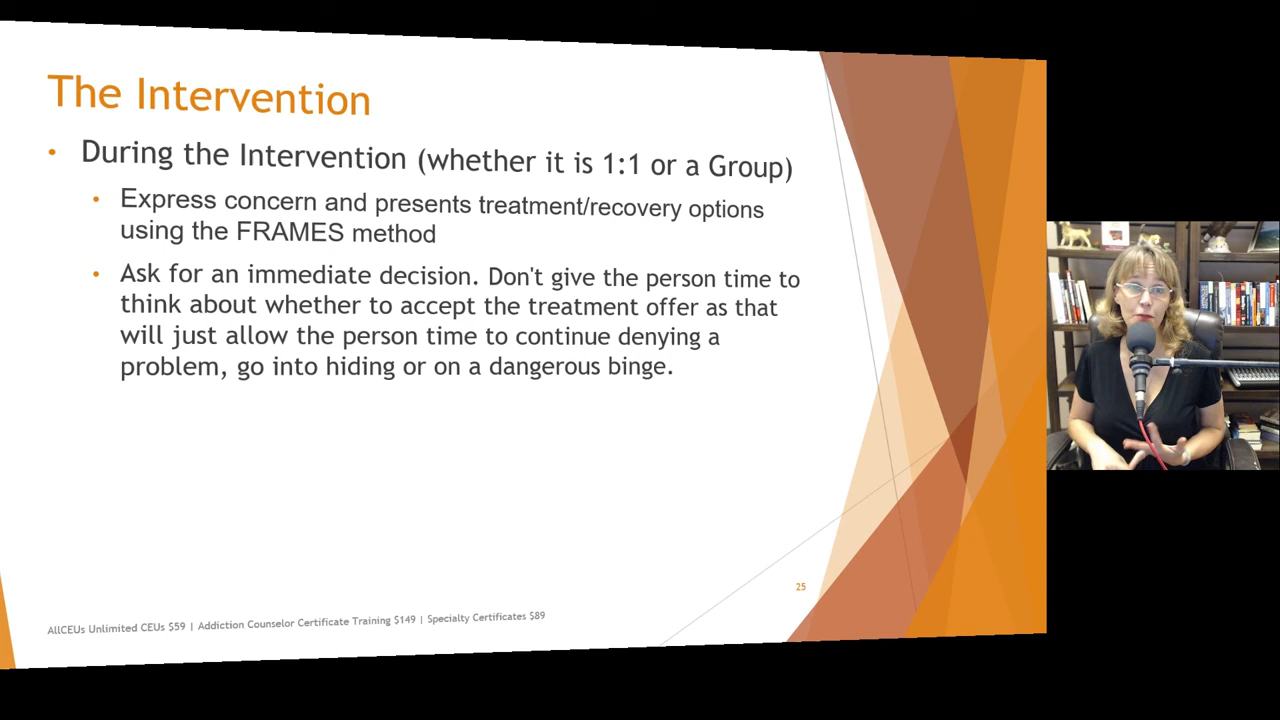 The Intervention
• During the Intervention (whether it is 1:1 or a Group)
• Express concern and presents treatment/recovery options
using the FRAMES method
• Ask for an immediate decision. Don't give the person time to
think about whether to accept the treatment offer as that
will just allow the person time to continue denying a
problem, go into hiding or on a dangerous binge.
25
AllCEUs Unlimited CEUs $59 | Addiction Counselor Certificate Training $149 | Specialty Certificates $89